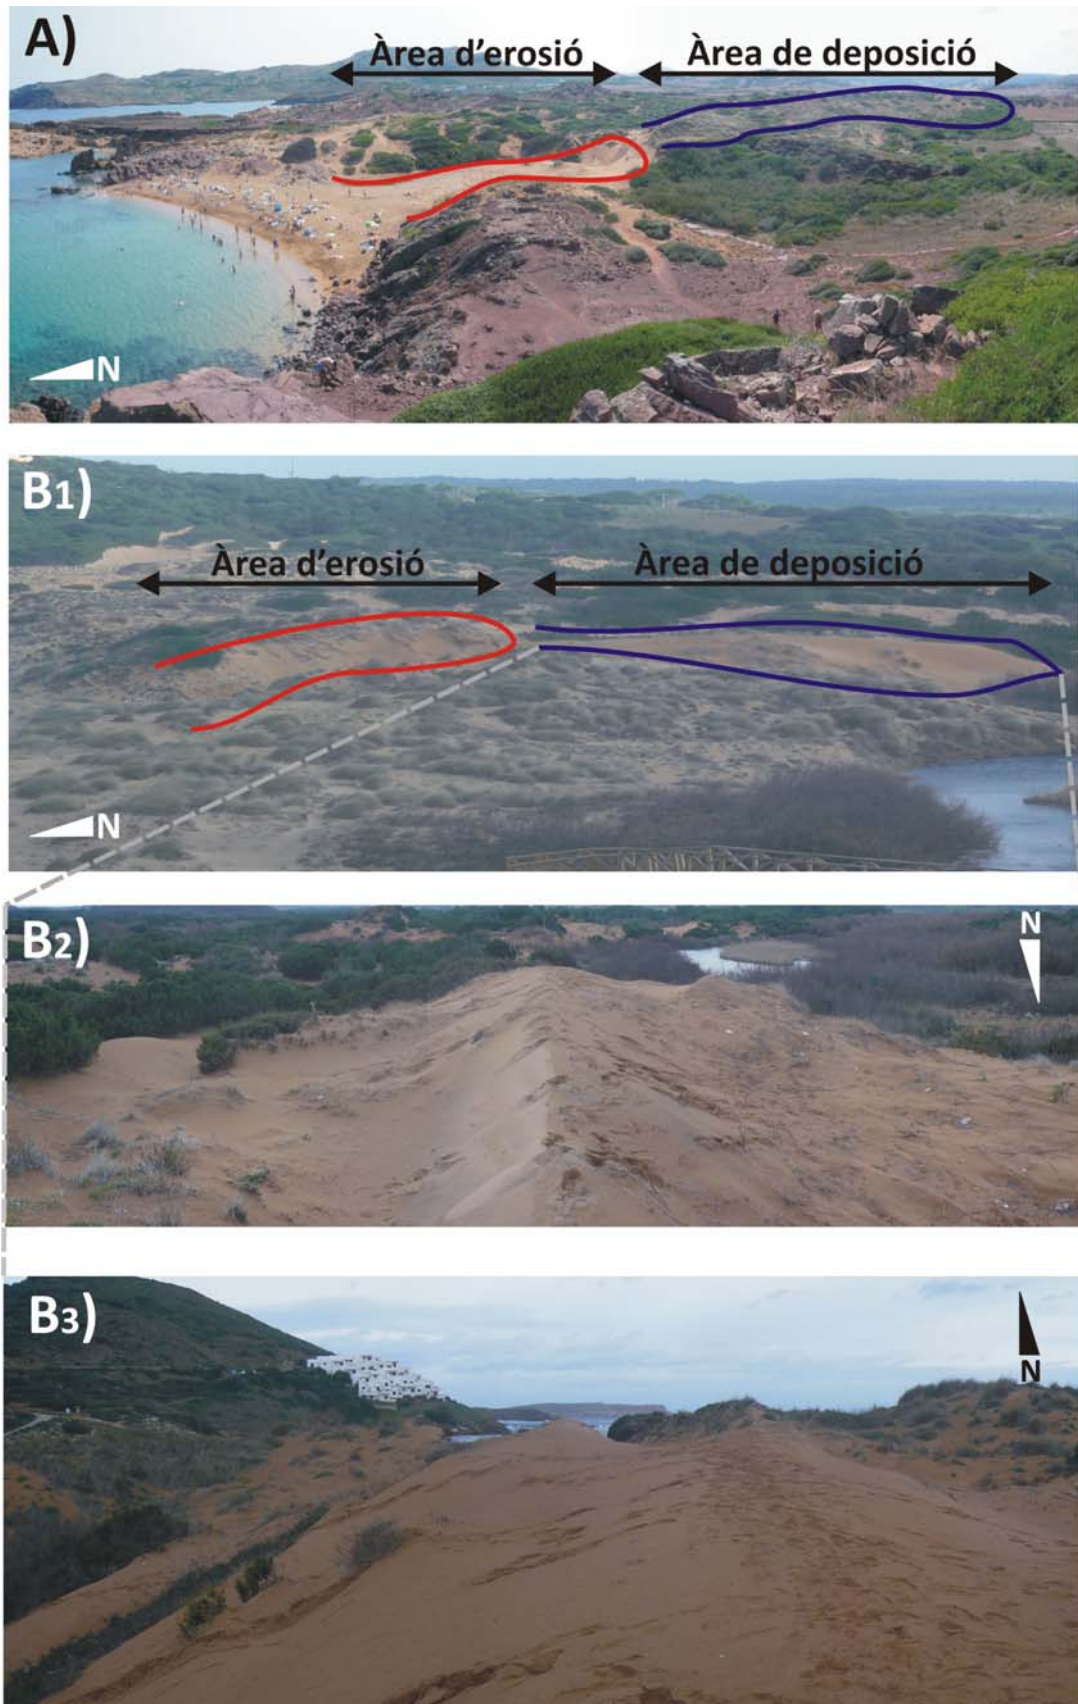 A)
Àrea d'erosió
Àrea de deposició
N
B1)
Àrea d'erosió
Àrea de deposició
N
B2)
N
B3)
N